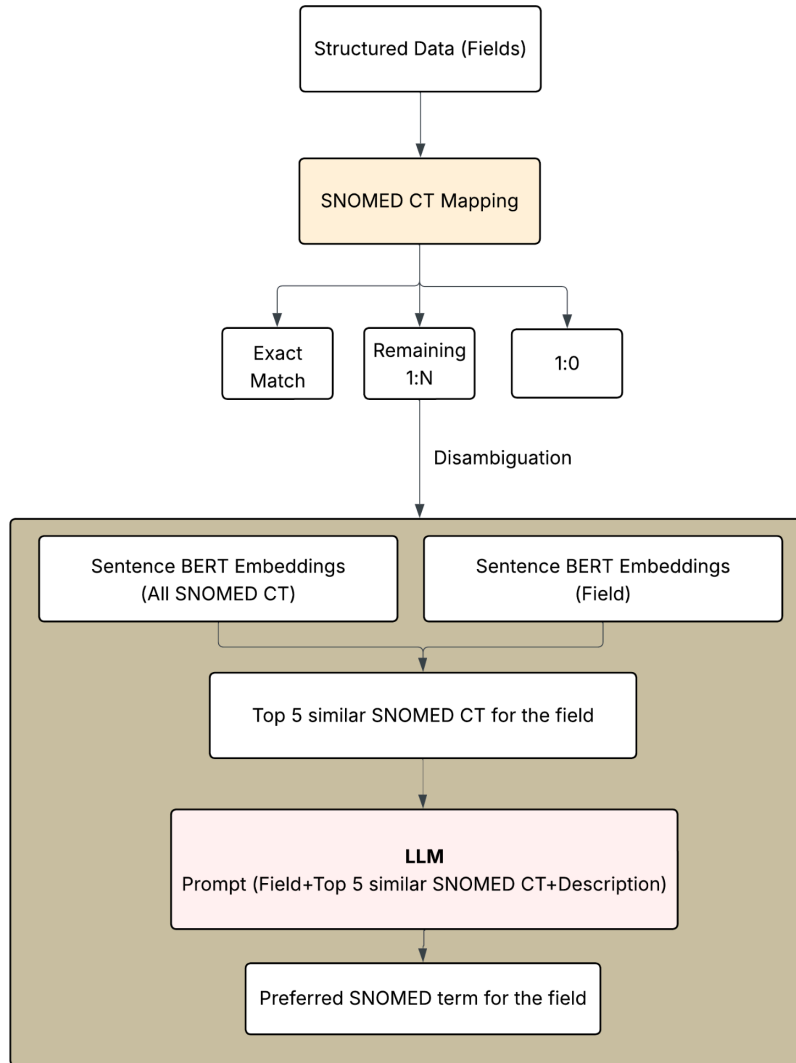 Structured Data (Fields)
SNOMED CT Mapping
Exact
Match
Remaining
1:N
1:0
Disambiguation
Sentence BERT Embeddings
(All SNOMED CT)
Sentence BERT Embeddings
(Field)
Top 5 similar SNOMED CT for the field
LLM
Prompt (Field+Top 5 similar SNOMED CT+Description)
Preferred SNOMED term for the field